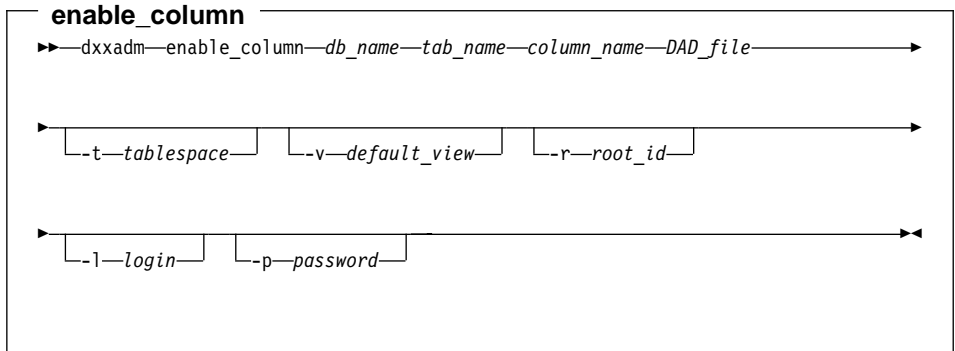 enable_column
dxxadm enable_column db_name tab_name column_name DAD_file
-t tablespace -v default_view -r root_id
-l login -p password